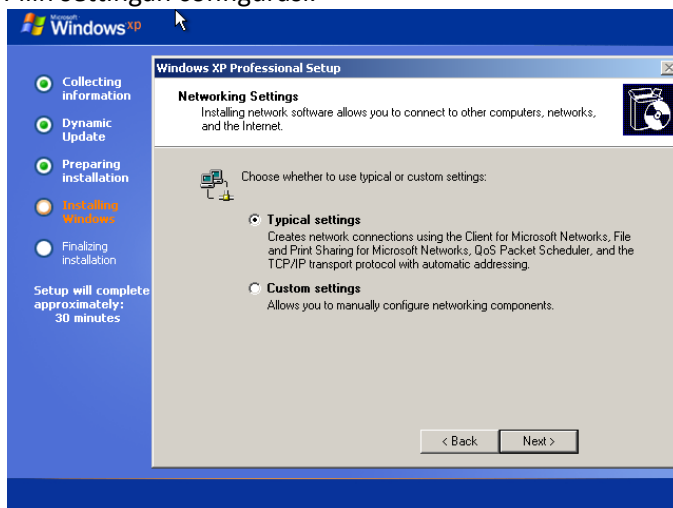 Microsoft
Windows xp
Collecting
information
Dynamic
Update
Preparing
installation
Installing
Windows
Finalizing
installation
Setup will complete
approximately:
30 minutes
Windows XP Professional Setup
Networking Settings
Installing network software allows you to connect to other computers, networks,
and the Internet.
Choose whether to use typical or custom settings:
Typical settings
Creates network connections using the Client for Microsoft Networks, File
and Print Sharing for Microsoft Networks, QoS Packet Scheduler, and the
TCP/IP transport protocol with automatic addressing.
Custom settings
Allows you to manually configure networking components.
< Back
Next >